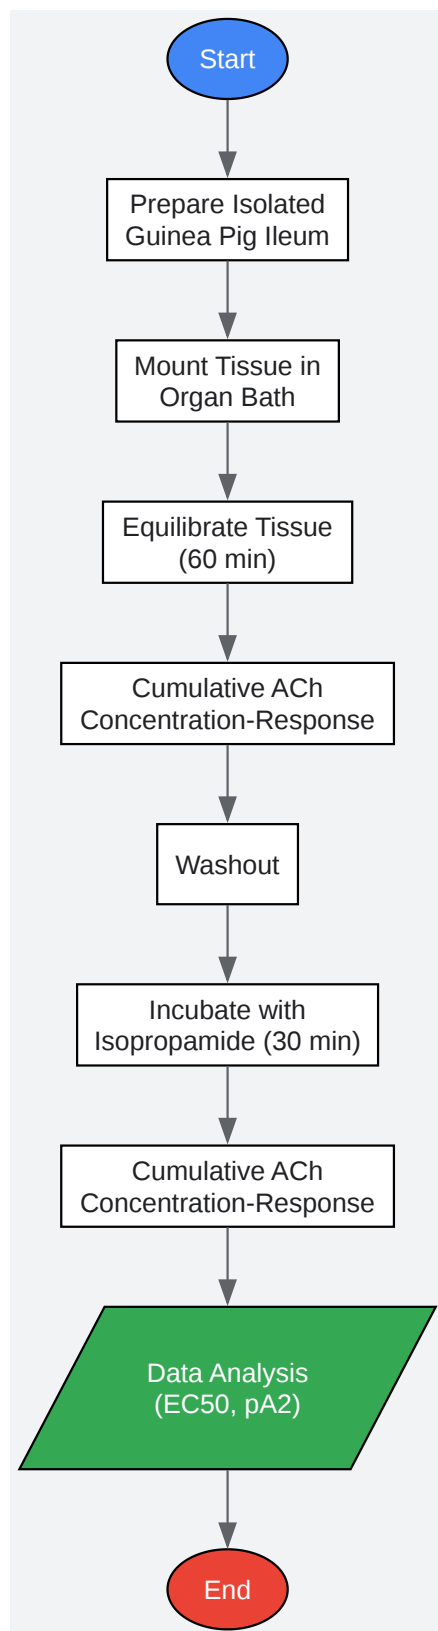 Start
Prepare Isolated
Guinea Pig Ileum
Mount Tissue in
Organ Bath
Equilibrate Tissue
(60 min)
Cumulative ACh
Concentration-Response
Washout
Incubate with
Isopropamide (30 min)
Cumulative ACh
Concentration-Response
Data Analysis
(EC50, pA2)
End